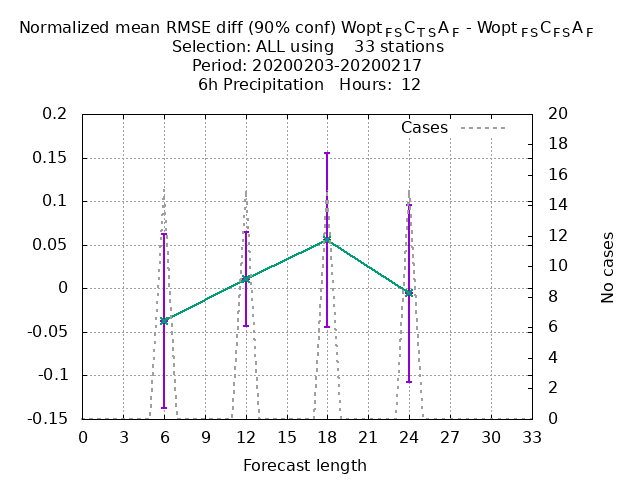 Normalized mean RMSE diff (90% conf) Wopt FS C TS A F - Wopt FS C FS A F
Selection: ALL using 33 stations
Period: 20200203-20200217
6h Precipitation Hours: 12
Cases
0.2
0.15
0.1
0.05
0
-0.05
-0.1
-0.15
20
18
16
14
12
10
8
6
4
2
0
No cases
0 3 6 9 12 15 18 21 24 27 30 33
Forecast length